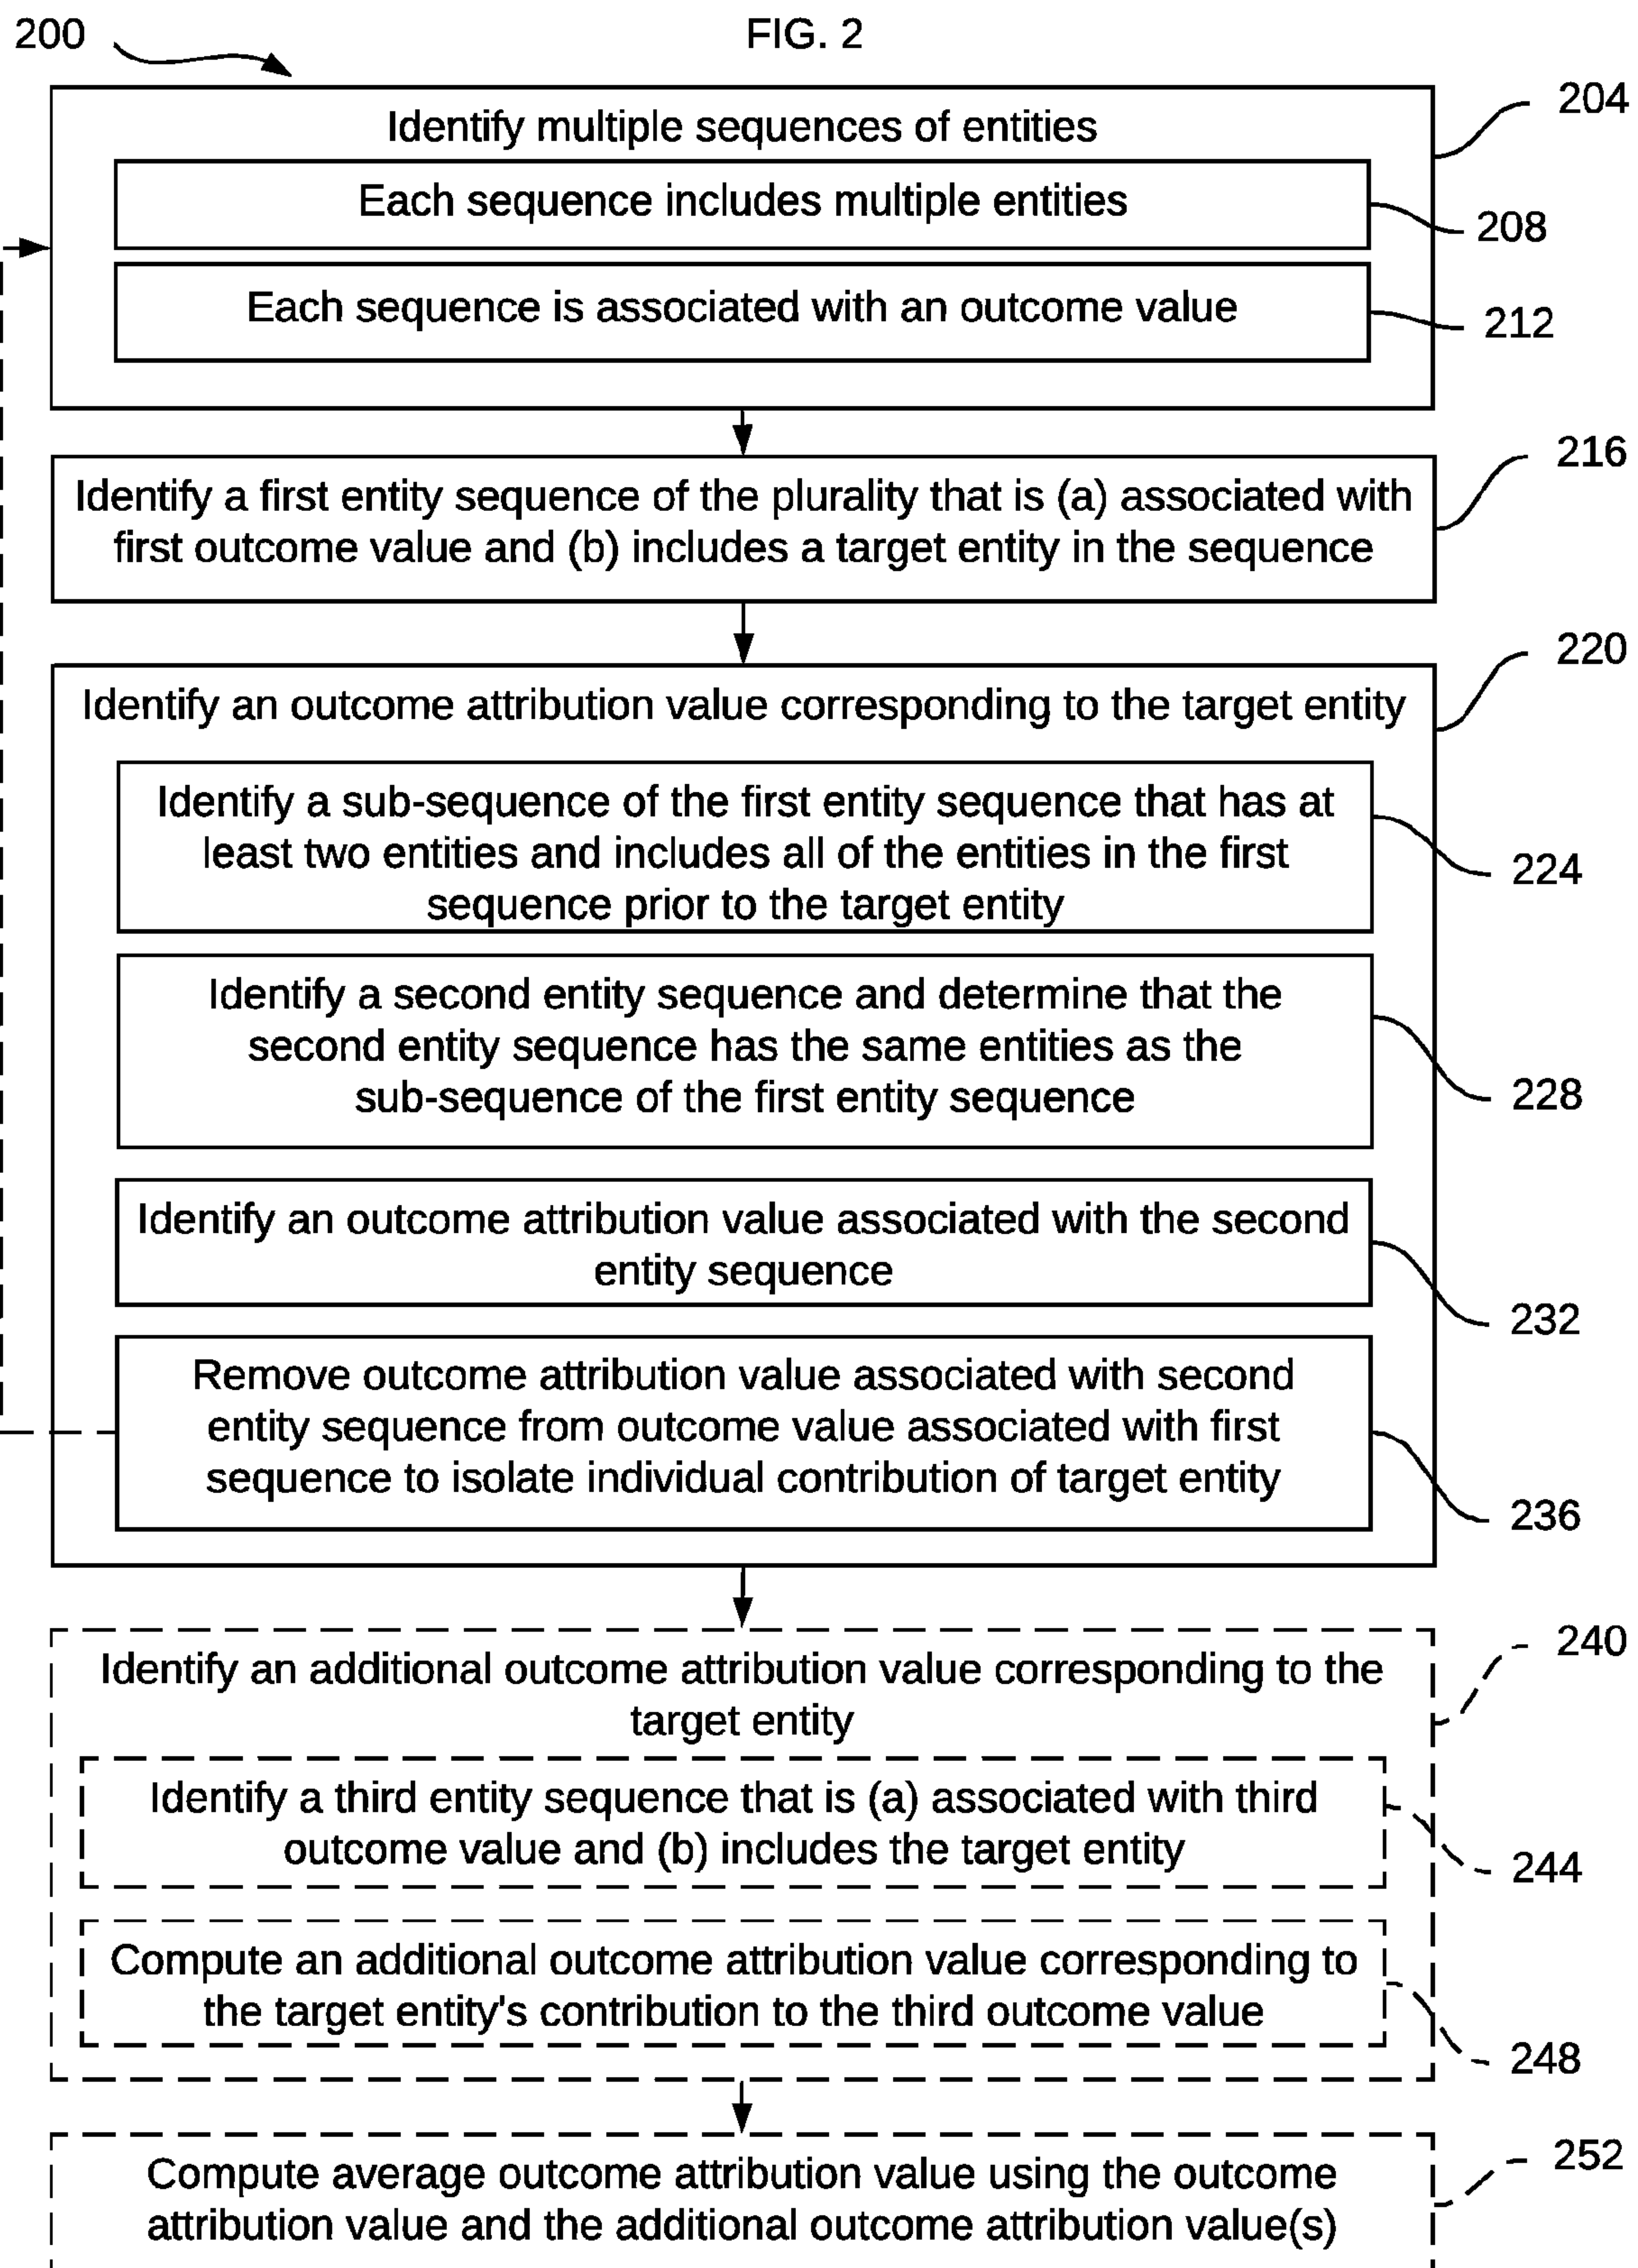 200
FIG. 2
Identify multiple sequences of entities
204
Each sequence includes multiple entities
208
Each sequence is associated with an outcome value
212
216
Identify a first entity sequence of the plurality that is (a) associated with
first outcome value and (b) includes a target entity in the sequence
220
Identify an outcome attribution value corresponding to the target entity
Identify a sub-sequence of the first entity sequence that has at
least two entities and includes all of the entities in the first
sequence prior to the target entity
224
Identify a second entity sequence and determine that the
second entity sequence has the same entities as the
sub-sequence of the first entity sequence
228
Identify an outcome attribution value associated with the second
entity sequence
232
Remove outcome attribution value associated with second
entity sequence from outcome value associated with first
sequence to isolate individual contribution of target entity
236
240
Identify an additional outcome attribution value corresponding to the
target entity
Identify a third entity sequence that is (a) associated with third
outcome value and (b) includes the target entity
244
Compute an additional outcome attribution value corresponding to
the target entity's contribution to the third outcome value
248
252
Compute average outcome attribution value using the outcome
attribution value and the additional outcome attribution value(s)